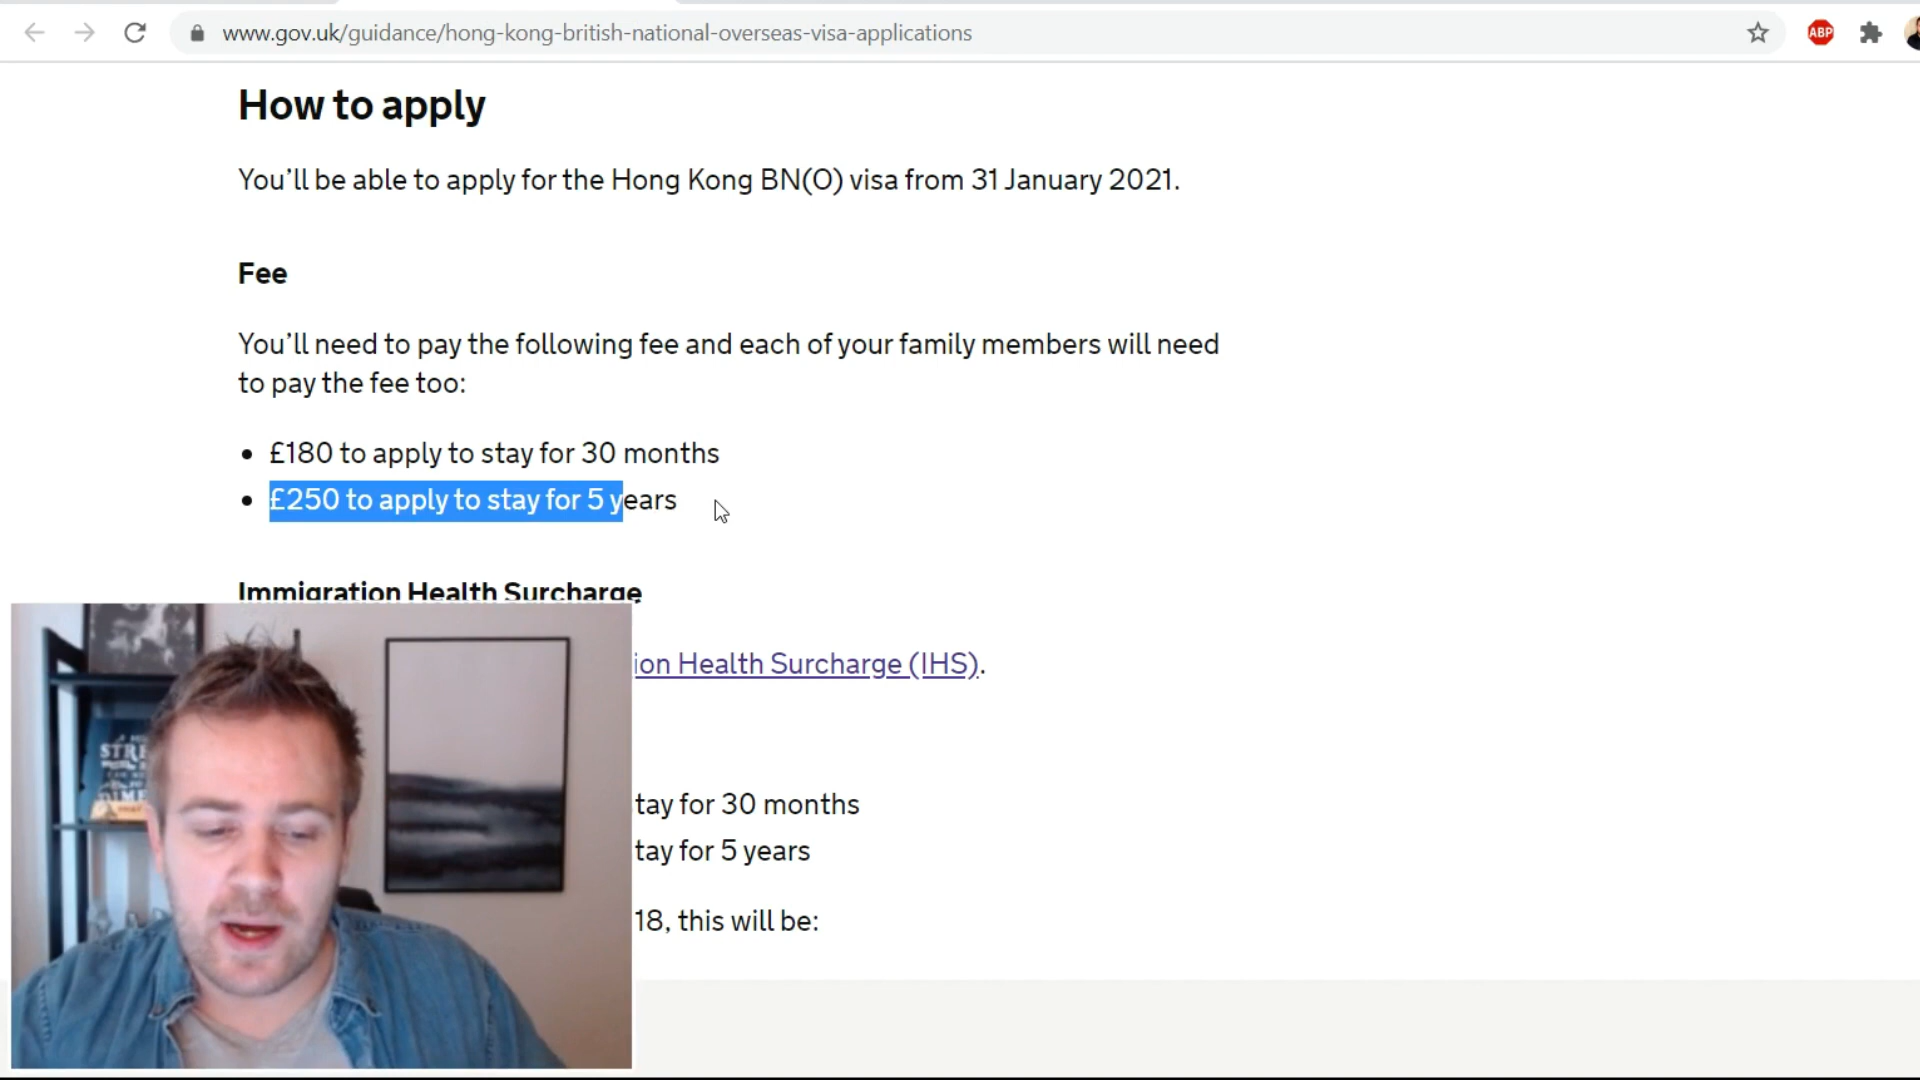 www.gov.uk/guidance/hong-kong-british-national-overseas-visa-applications
ABP
How to apply
You’ll be able to apply for the Hong Kong BN(O) visa from 31 January 2021.
Fee
You’ll need to pay the following fee and each of your family members will need
to pay the fee too:
• £180 to apply to stay for 30 months
• £250 to apply to stay for 5 years
Immigration Health Surcharge
ion Health Surcharge (IHS).
tay for 30 months
tay for 5 years
18, this will be:
STRE